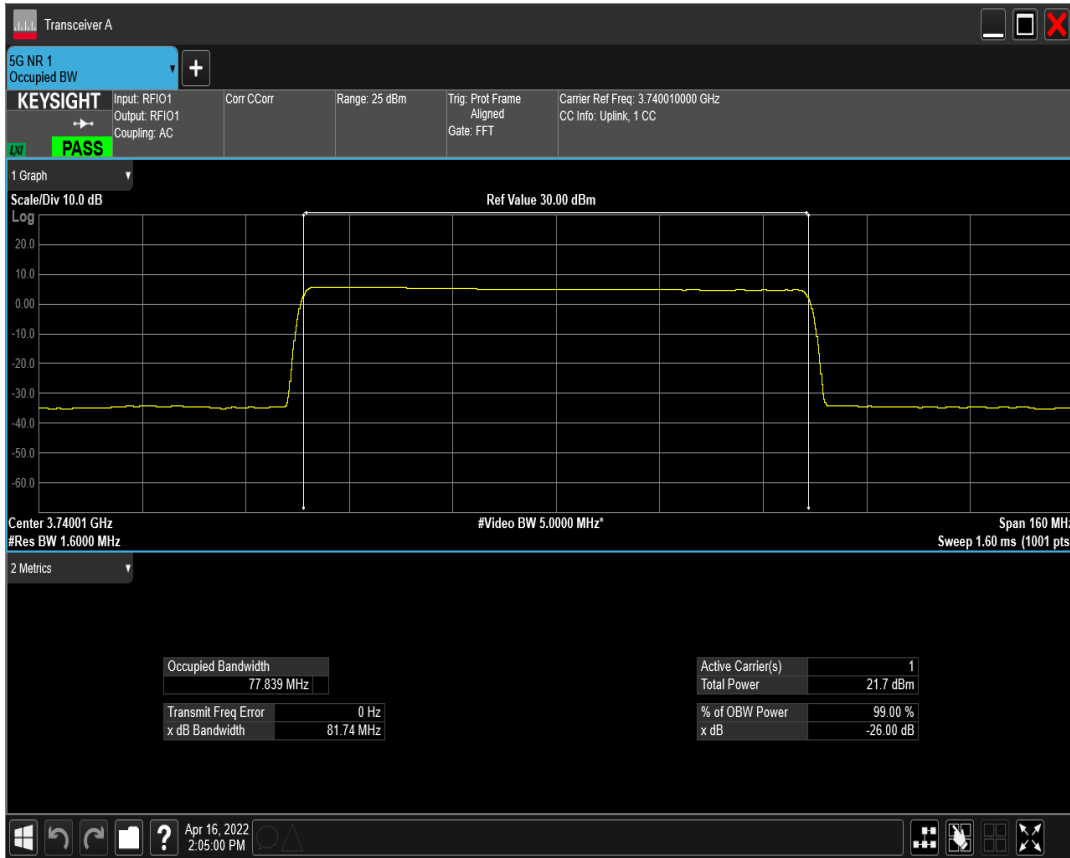 Transceiver A
5G NR 1
Occupied BW
+
KEYSIGHT
LXI
PASS
Input: RFIO1
Output: RFIO1
Coupling: AC
Corr CCorr
Range: 25 dBm
Trig: Prot Frame
Aligned
Gate: FFT
Carrier Ref Freq: 3.740010000 GHz
CC Info: Uplink, 1 CC
1 Graph
Scale/Div 10.0 dB
Ref Value 30.00 dBm
Log
20.0
10.0
0.00
-10.0
-20.0
-30.0
-40.0
-50.0
-60.0
Center 3.74001 GHz
#Video BW 5.0000 MHz*
Span 160 MHz
#Res BW 1.6000 MHz
Sweep 1.60 ms (1001 pts
2 Metrics
Occupied Bandwidth
77.839 MHz
Transmit Freq Error 0 Hz
x dB Bandwidth 81.74 MHz
Active Carrier(s) 1
Total Power 21.7 dBm
% of OBW Power 99.00 %
x dB -26.00 dB
?
Apr 16, 2022
2:05:00 PM